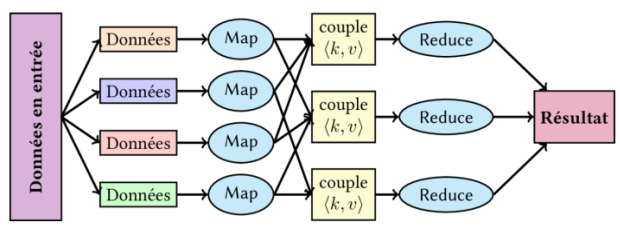 Données en entrée
Données
Map
couple
⟨k, v⟩
Reduce
Données
Map
couple
⟨k, v⟩
Reduce
Résultat
Données
Map
Données
Map
couple
⟨k, v⟩
Reduce